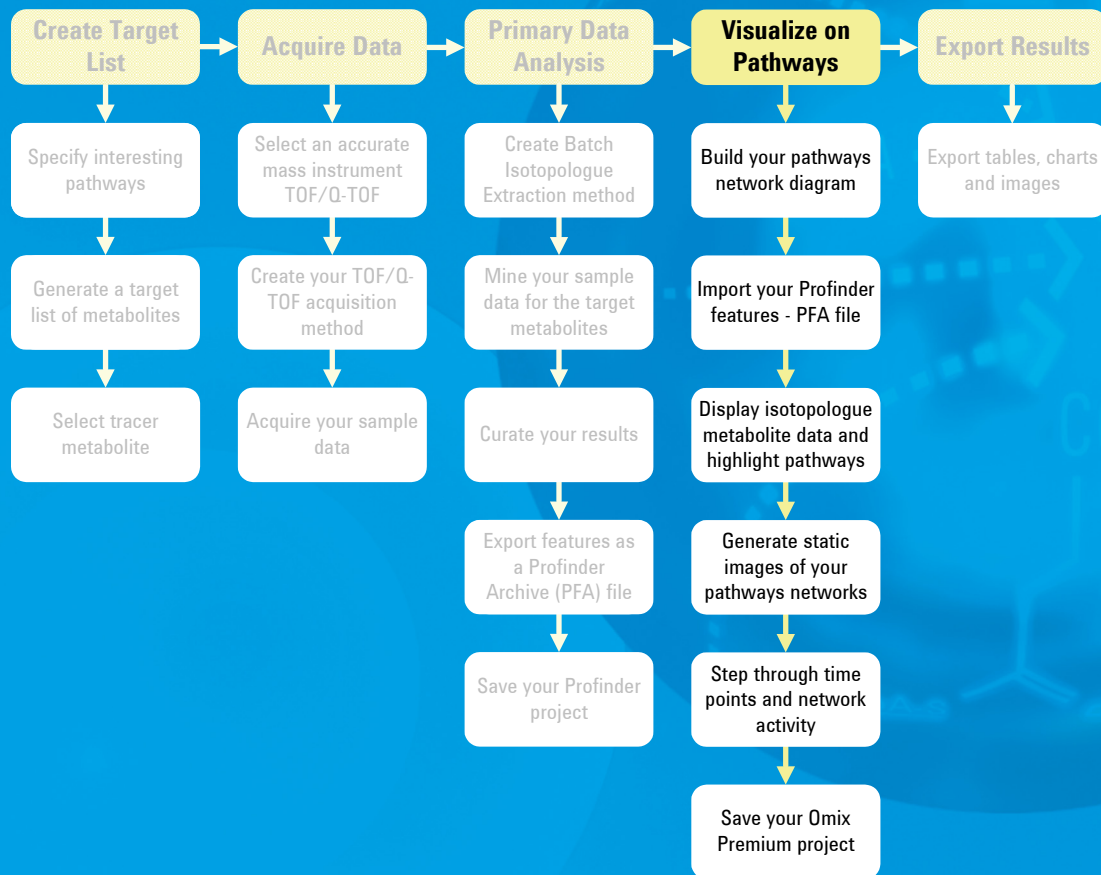 Create Target
List
Acquire Data
Primary Data
Analysis
Visualize on
Pathways
Export Results
Specify interesting
pathways
Generate a target
list of metabolites
Select tracer
metabolite
Select an accurate
mass instrument
TOF/Q-TOF
Create your TOF/Q-
TOF acquisition
method
Acquire your sample
data
Create Batch
Isotopologue
Extraction method
Mine your sample
data for the target
metabolites
Curate your results
Export features as
a Profinder
Archive (PFA) file
Save your Profinder
project
Build your pathways
network diagram
Import your Profinder
features - PFA file
Display isotopologue
metabolite data and
highlight pathways
Generate static
images of your
pathways networks
Step through time
points and network
activity
Save your Omix
Premium project
Export tables, charts
and images
C